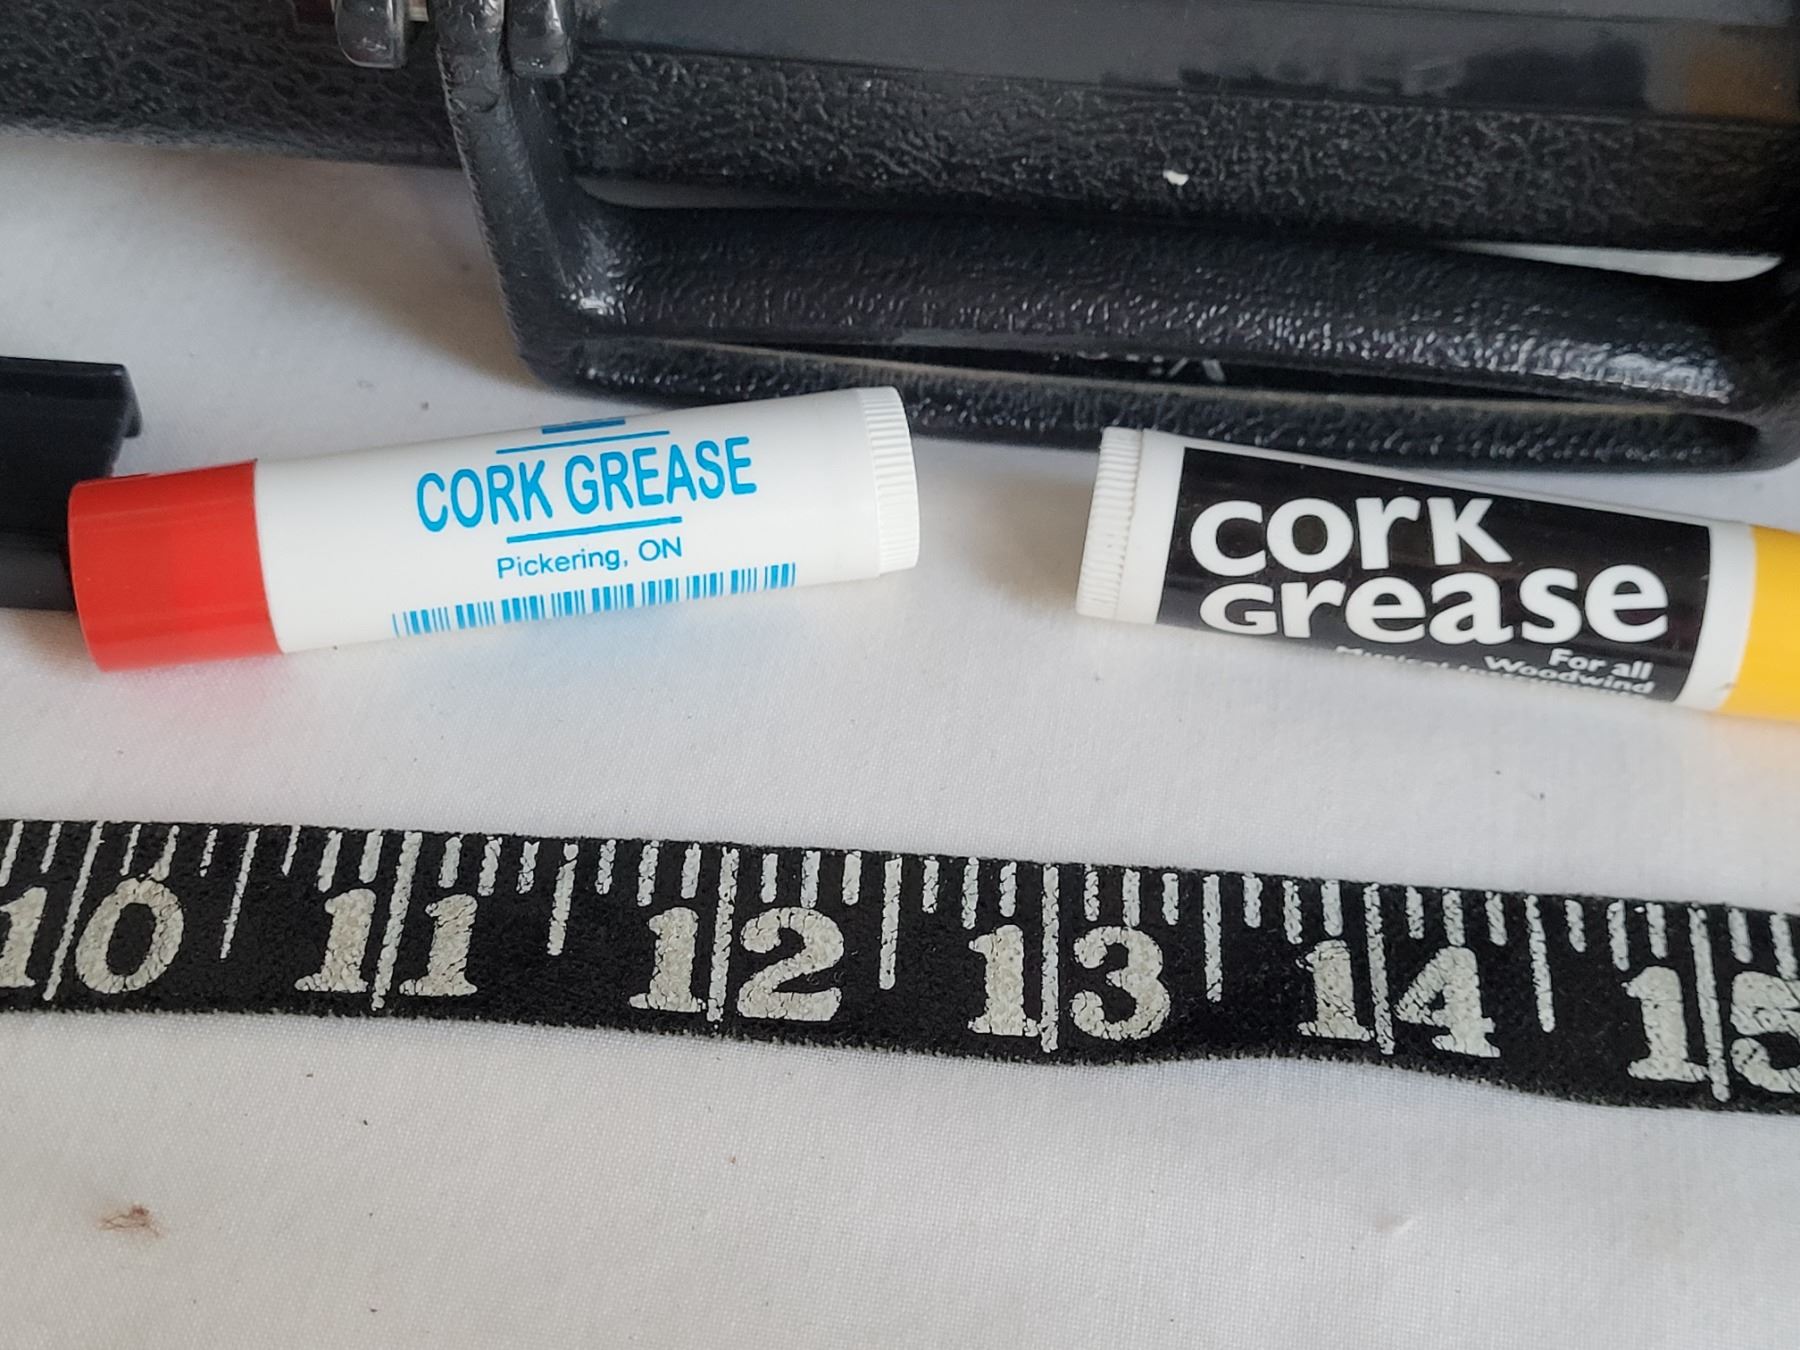 CORK GREASE
Pickering, ON
cork
Grease
For all
Woodwind
10 11 12 13 14 15